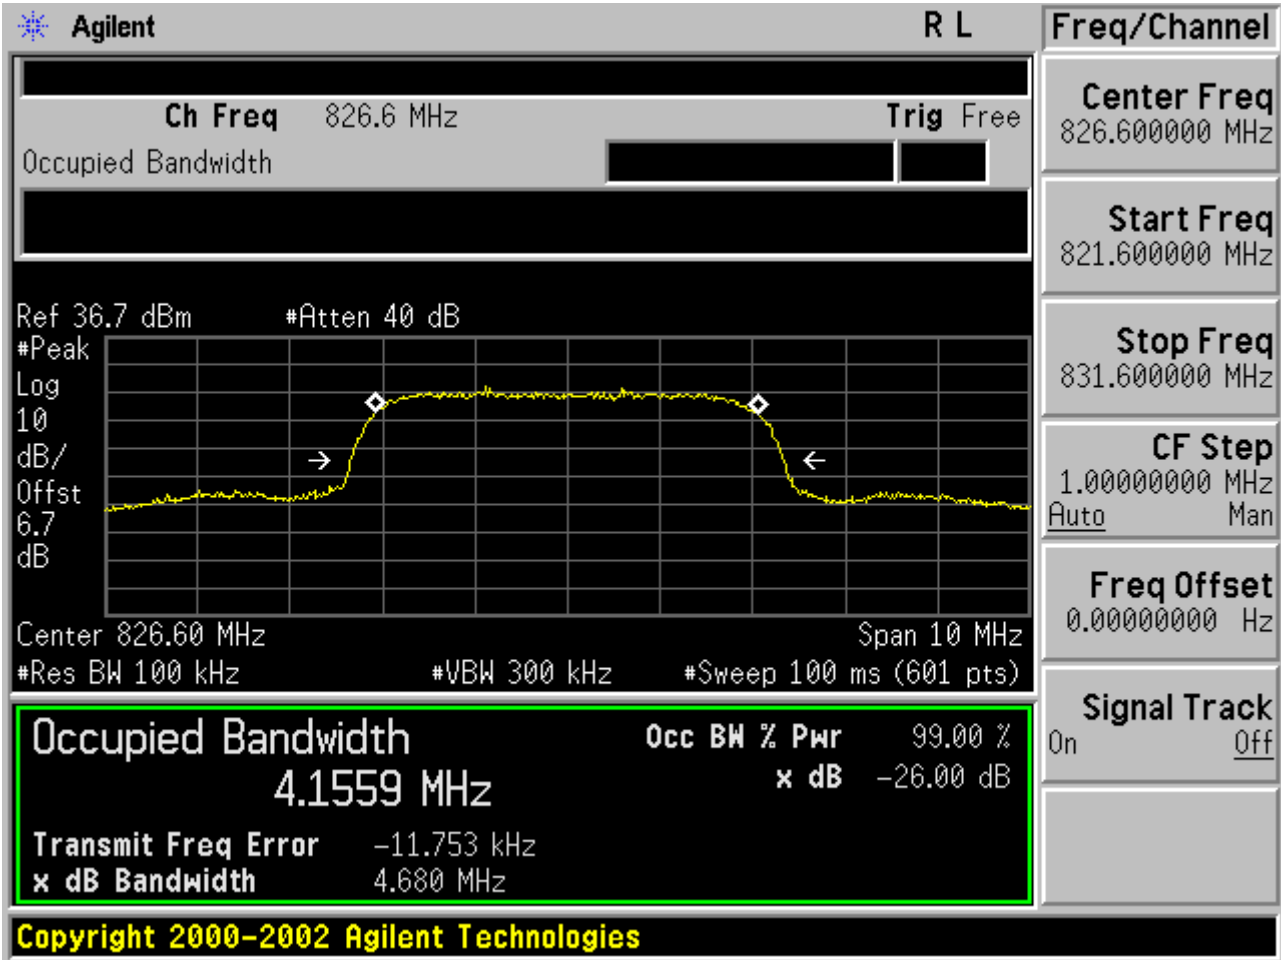 Agilent R L Freq/Channel
Ch Freq 826.6 MHz Trig Free
Occupied Bandwidth
Center Freq
826.600000 MHz
Start Freq
821.600000 MHz
Stop Freq
831.600000 MHz
CF Step
1.00000000 MHz
Auto Man
Freq Offset
0.00000000 Hz
Signal Track
On Off
Ref 36.7 dBm #Atten 40 dB
#Peak
Log
10
dB/
Offst
6.7
dB
Center 826.60 MHz Span 10 MHz
#Res BW 100 kHz #VBW 300 kHz #Sweep 100 ms (601 pts)
Occupied Bandwidth Occ BW % Pwr 99.00 %
4.1559 MHz x dB -26.00 dB
Transmit Freq Error -11.753 kHz
x dB Bandwidth 4.680 MHz
Copyright 2000-2002 Agilent Technologies